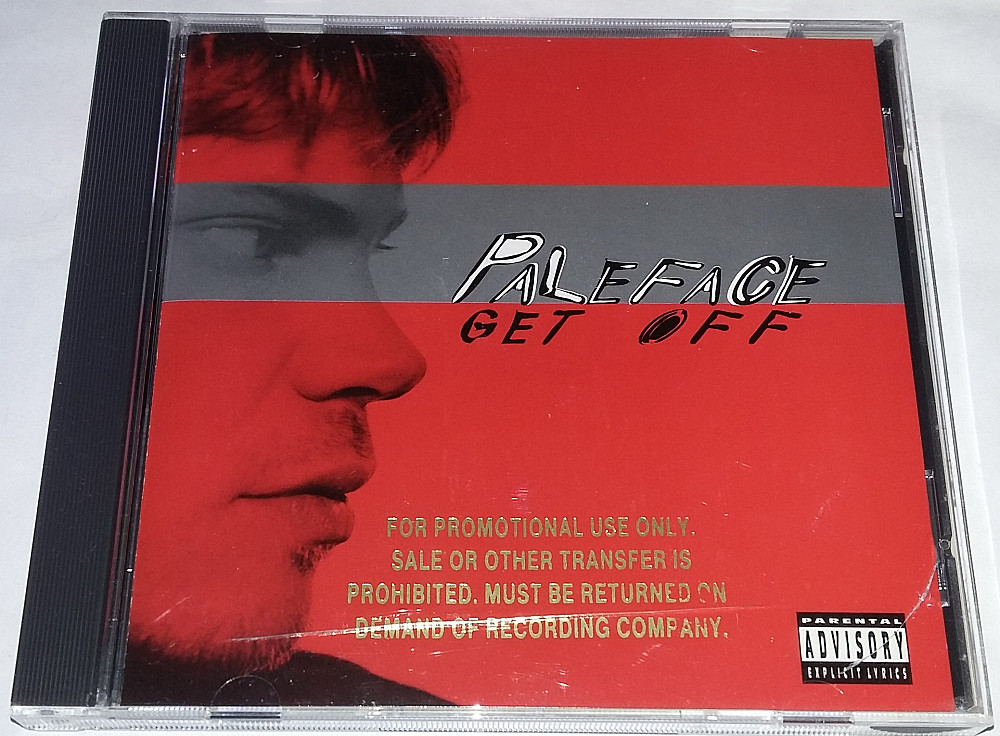 PALEFACE
GET OFF
FOR PROMOTIONAL USE ONLY.
SALE OR OTHER TRANSFER IS
PROHIBITED. MUST BE RETURNED ON
DEMAND OF RECORDING COMPANY.
PARENTAL
ADVISORY
EXPLICIT LYRICS